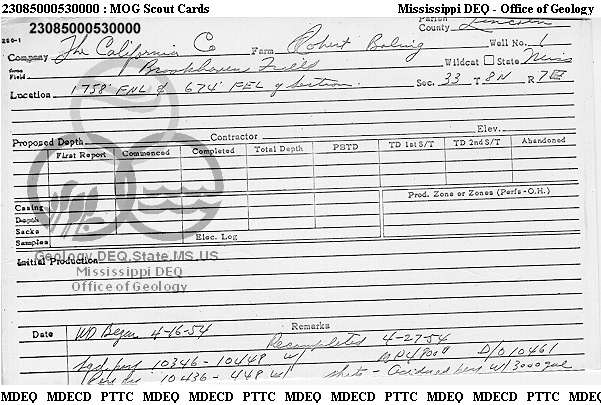 23085000530000 : MOG Scout Cards Mississippi DEQ - Office of Geology
23085000530000
Parish
County Lincoln
Company The California Co Farm Robert Boling Well No. 1
Wildcat State Miss
Field Brookhaven Field Sec. 33 T 8N R 7E
Location 1758' FNL & 674' FEL of Section
Proposed Depth Contractor Elev.
First Report Commenced Completed Total Depth PBTD TD 1st S/T TD 2nd S/T Abandoned
Prod. Zone or Zones (Perfs-O.H.)
Casing
Depth
Sacks
Samples Elec. Log
Geology.DEQ.State.MS.US
Initial Production
Mississippi DEQ
Office of Geology
Date Remarks
WO Began 4-16-54 Recompleted 4-27-54
10346-10448 w/ D/O 10461
10436-448 w/ shots - w/3000 gal
MDEQ MDECD PTTC MDEQ MDECD PTTC MDEQ MDECD PTTC MDEQ MDECD PTTC MDEQ